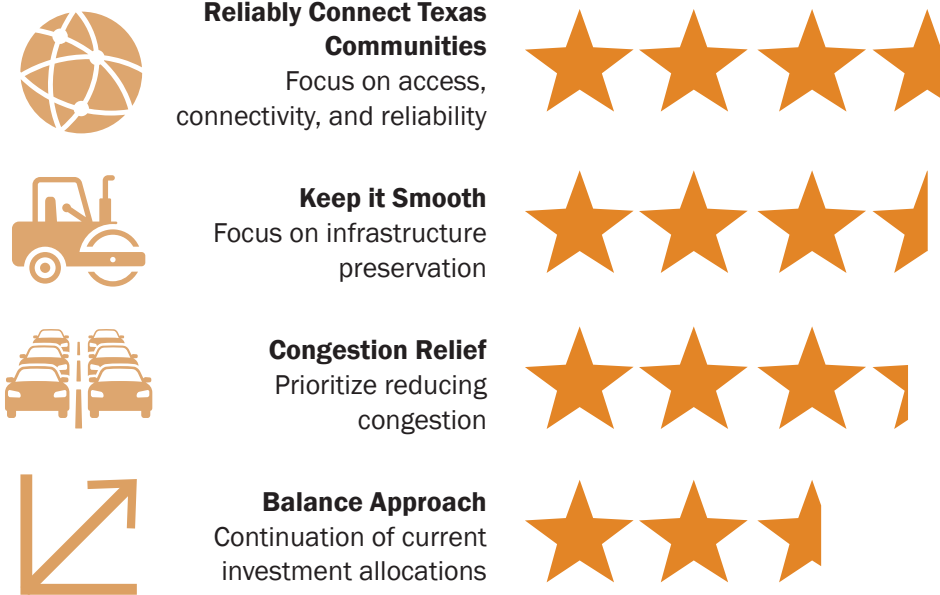 Reliably Connect Texas
Communities
Focus on access,
connectivity, and reliability
Keep it Smooth
Focus on infrastructure
preservation
Congestion Relief
Prioritize reducing
congestion
Balance Approach
Continuation of current
investment allocations